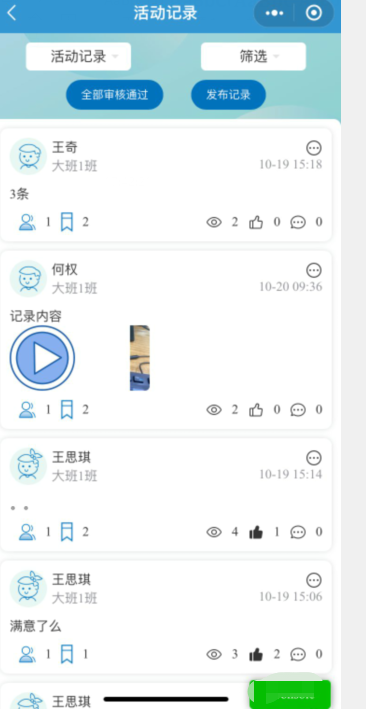 活动记录
活动记录 筛选
全部审核通过 发布记录
王奇
大班1班 10-19 15:18
3条
1 2 2 0 0
何权
大班1班 10-20 09:36
记录内容
1 2 2 0 0
王思琪
大班1班 10-19 15:14
。。
1 2 4 1 0
王思琪
大班1班 10-19 15:06
满意了么
1 1 3 2 0
王思琪